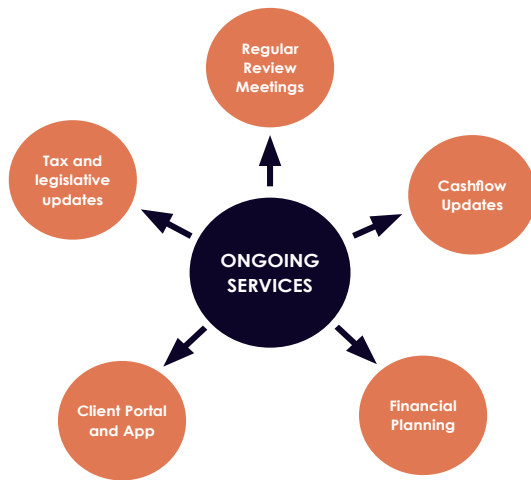 Regular
Review
Meetings
Tax and
legislative
updates
Cashflow
Updates
ONGOING
SERVICES
Client Portal
and App
Financial
Planning